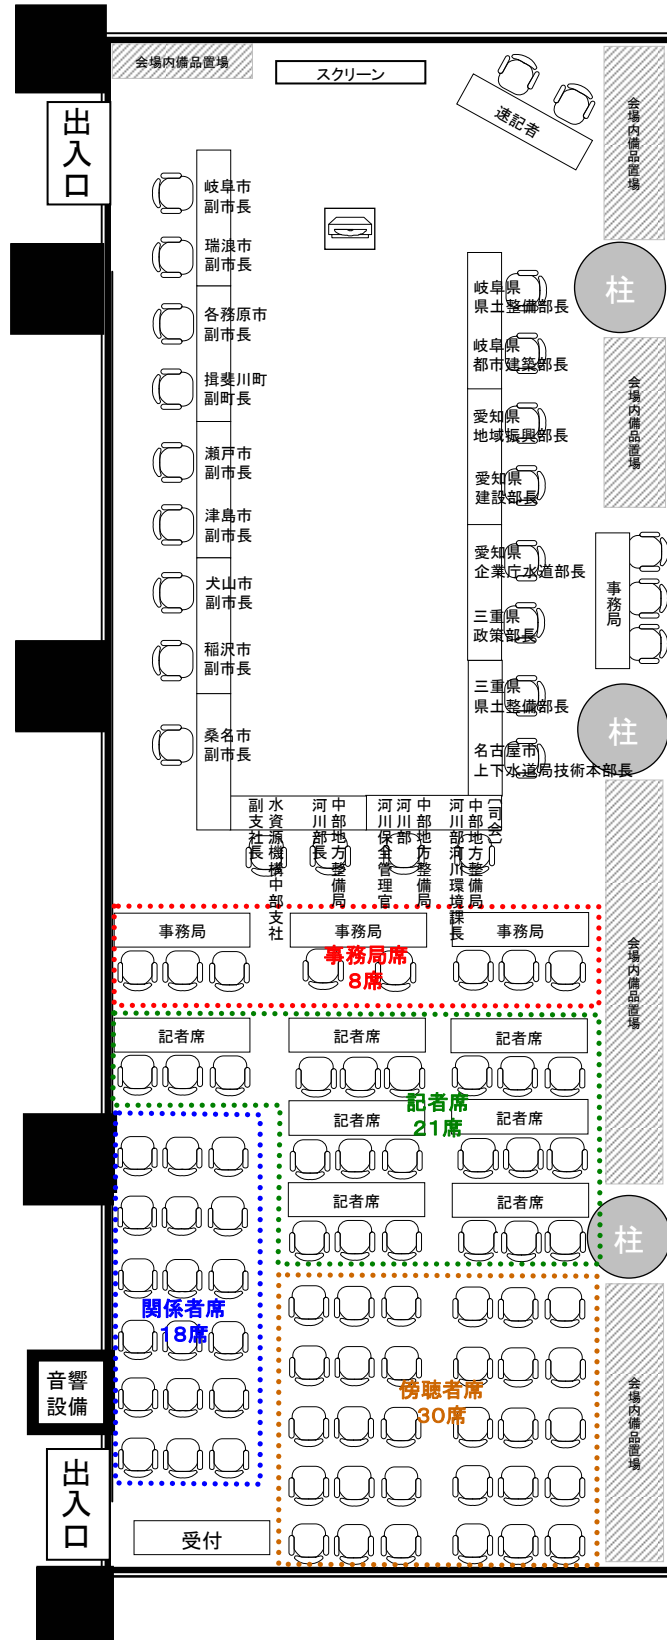 会場内備品置場
スクリーン
速記者
会場内備品置場
出入口
岐阜市
副市長
瑞浪市
副市長
各務原市
副市長
揖斐川町
副町長
瀬戸市
副市長
津島市
副市長
犬山市
副市長
稲沢市
副市長
桑名市
副市長
岐阜県
県土整備部長
岐阜県
都市建築部長
愛知県
地域振興部長
愛知県
建設部長
愛知県
企業庁水道部長
三重県
政策部長
三重県
県土整備部長
名古屋市
上下水道局技術本部長
柱
会場内備品置場
事務局
柱
水資源機構中部支社
副支社長
中部地方整備局
河川部長
中部地方整備局
河川部
河川保全管理官
[司会]
中部地方整備局
河川部河川環境課長
会場内備品置場
事務局
事務局
事務局
事務局席
8席
記者席
記者席
記者席
記者席
記者席
記者席
21席
記者席
記者席
柱
関係者席
18席
傍聴者席
30席
会場内備品置場
音響
設備
出入口
受付